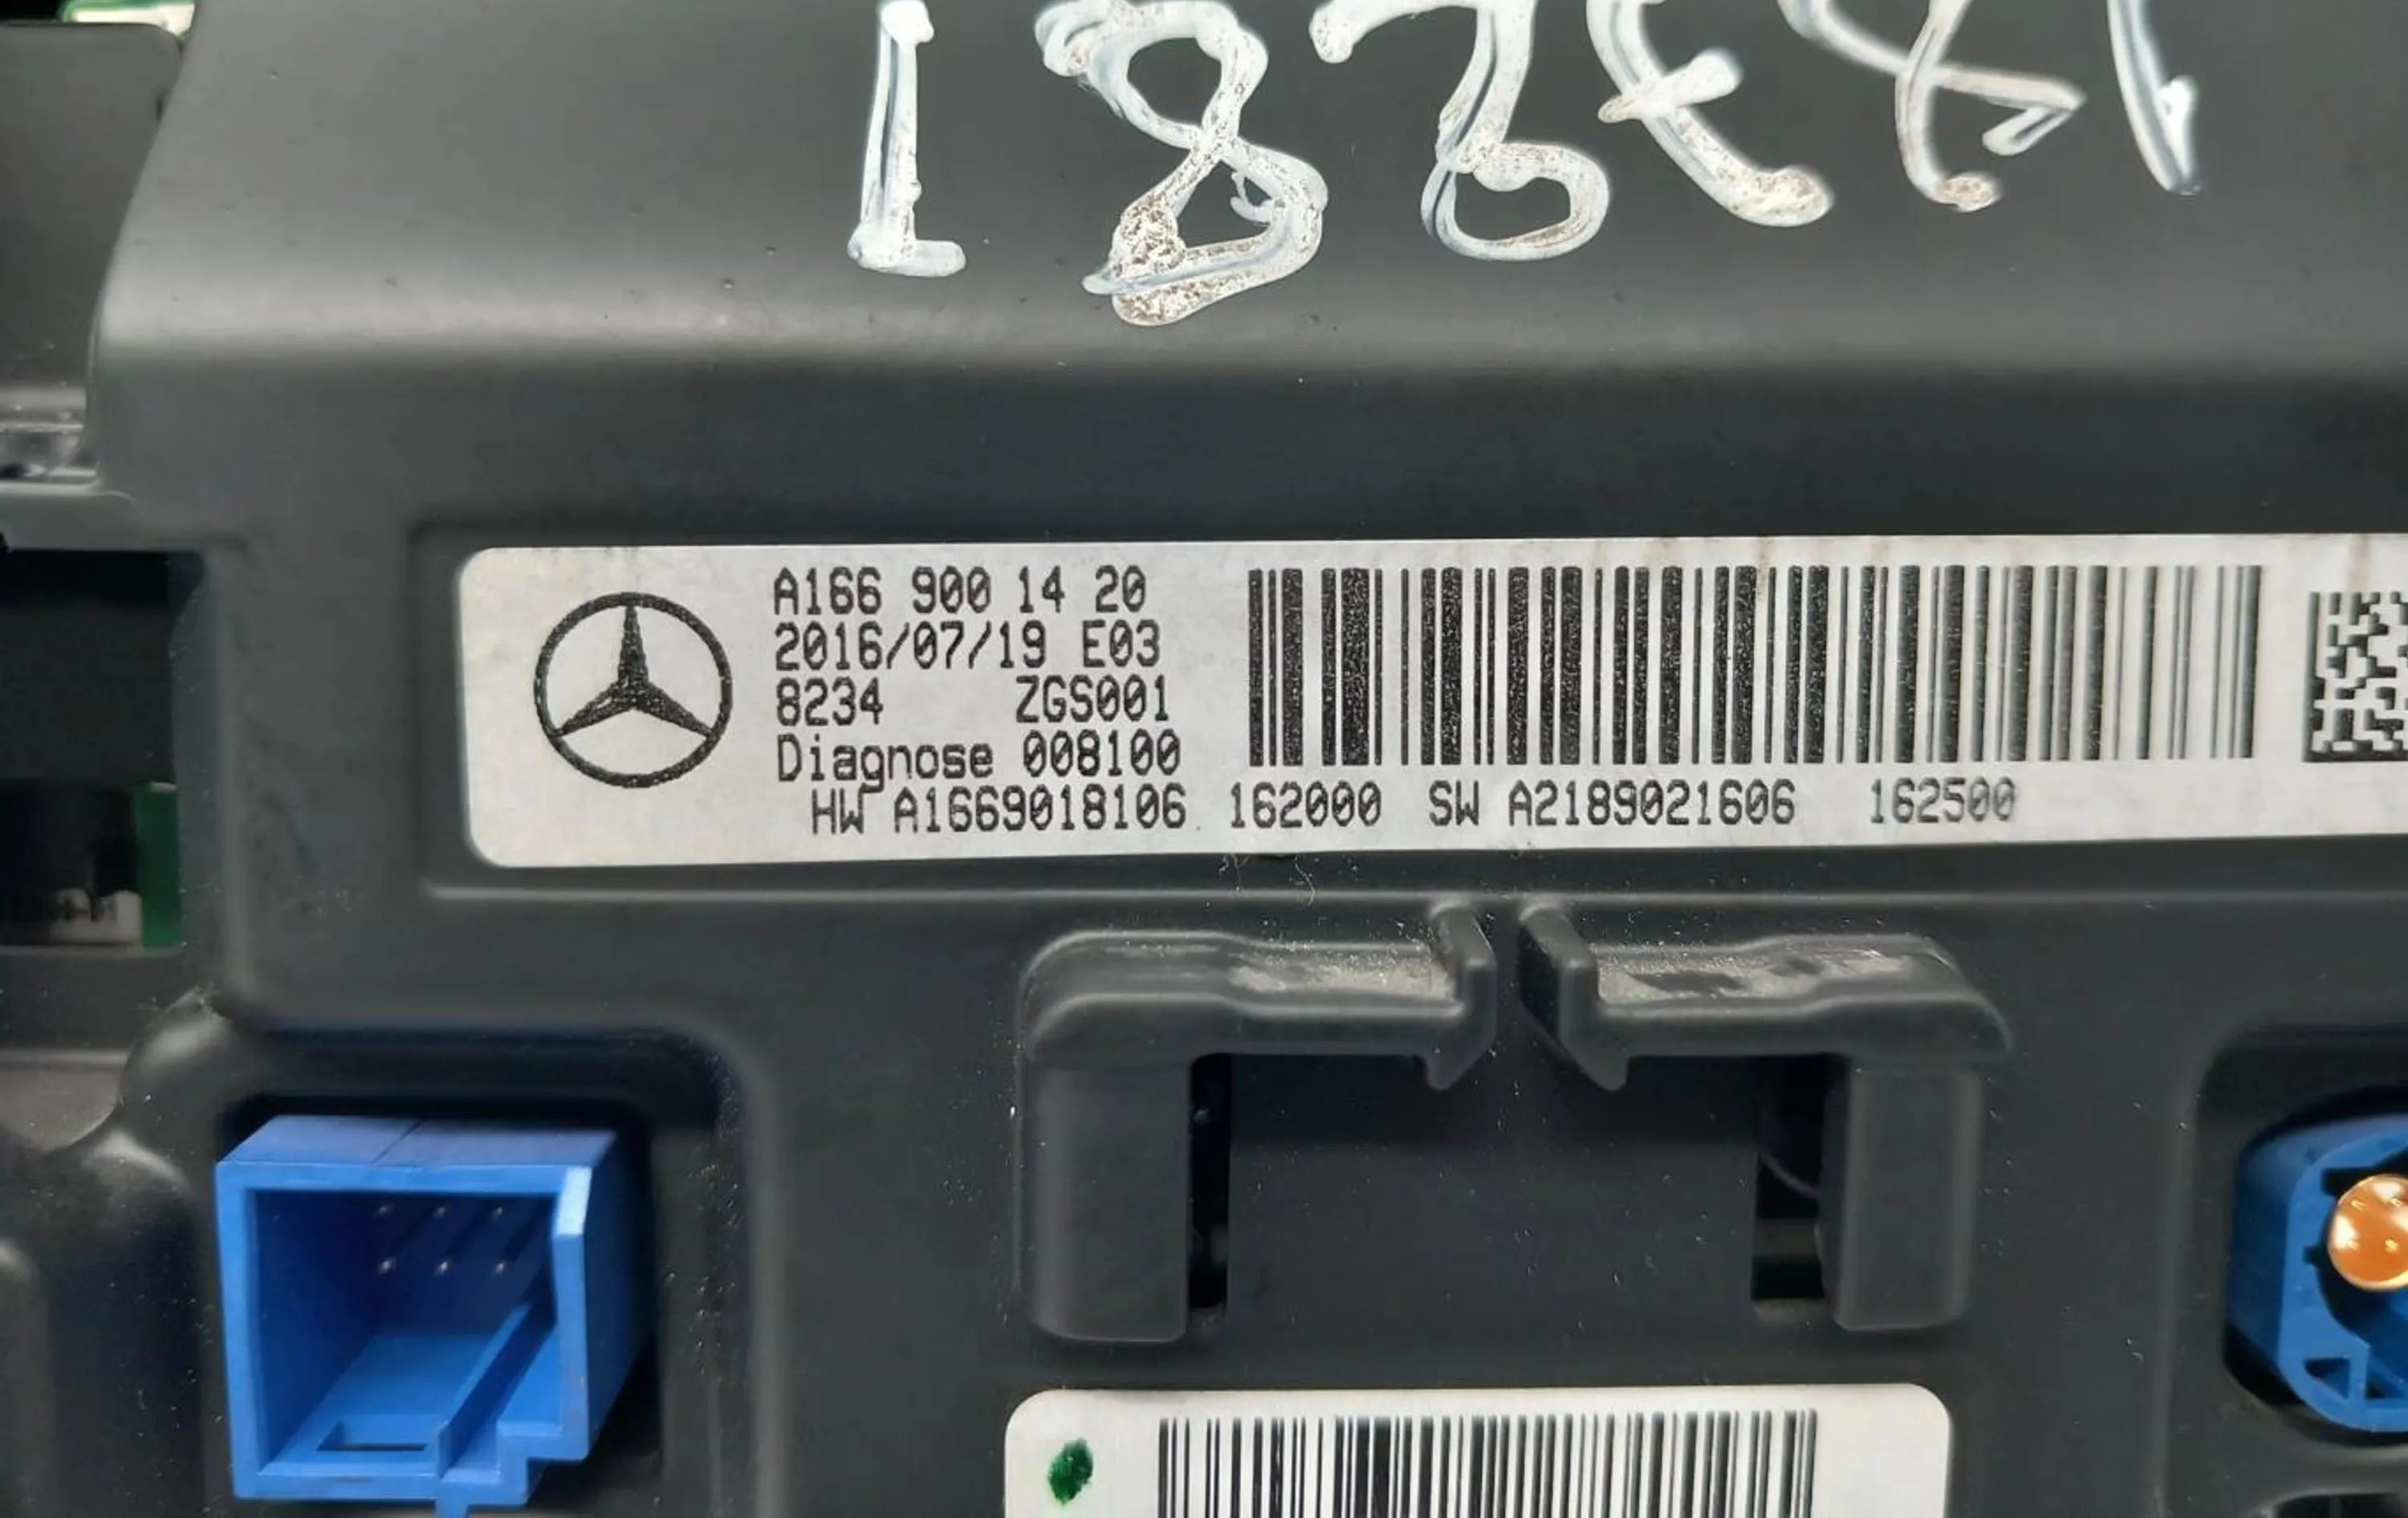 A166 900 14 20
2016/07/19 E03
8234 ZGS001
Diagnose 008100
HW A1669018106 162000 SW A2189021606 162500